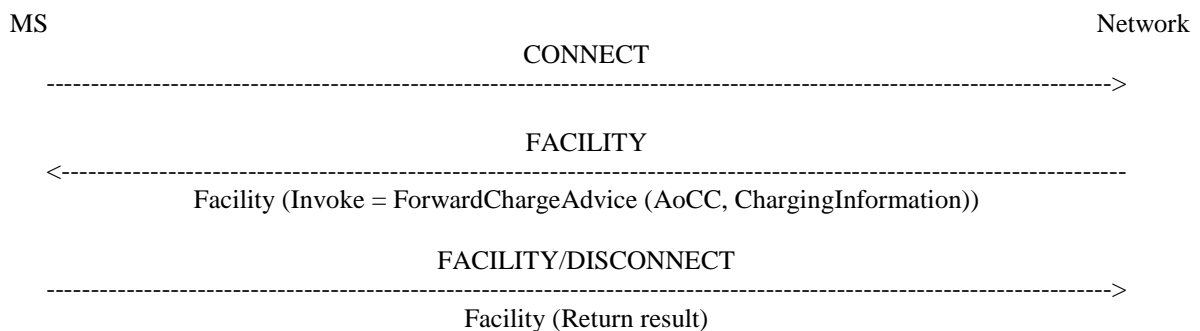 MS Network
CONNECT
------------------------------------------------------------------------------------------------------------------------>
FACILITY
<------------------------------------------------------------------------------------------------------------------------
Facility (Invoke = ForwardChargeAdvice (AoCC, ChargingInformation))
FACILITY/DISCONNECT
------------------------------------------------------------------------------------------------------------------------>
Facility (Return result)